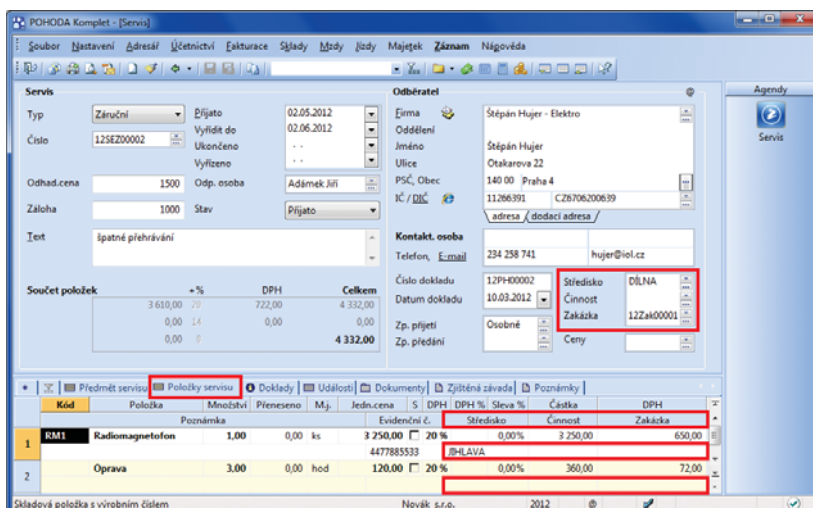 POHODA Komplet - [Servis]
Soubor Nastavení Adresář Účetnictví Fakturace Sklady Mzdy Jízdy Majetek Záznam Nápověda
Servis
Typ Záruční
Číslo 12SEZ00002
Přijato 02.05.2012
Vyřídit do 02.06.2012
Ukončeno . .
Vyřízeno . .
Odhad.cena 1500
Odp. osoba Adámek Jiří
Záloha 1000
Stav Přijato
Text špatné přehrávání
Součet položek +% DPH Celkem
3 610,00 20 722,00 4 332,00
0,00 14 0,00 0,00
0,00 0 4 332,00
Odběratel @
Firma Štěpán Hujer - Elektro
Oddělení
Jméno Štěpán Hujer
Ulice Otakarova 22
PSČ, Obec 140 00 Praha 4
IČ / DIČ 11266391 CZ6706200639
adresa dodací adresa
Kontakt. osoba
Telefon, E-mail 234 258 741 hujer@iol.cz
Číslo dokladu 12PH00002
Datum dokladu 10.03.2012
Zp. přijetí Osobně
Zp. předání
Středisko DÍLNA
Činnost
Zakázka 12Zak00001
Ceny
Agendy
Servis
Předmět servisu Položky servisu Doklady Události Dokumenty Zjištěná závada Poznámky
Kód Položka Množství Přeneseno M.j. Jedn.cena S DPH DPH % Sleva % Částka DPH
Poznámka Evidenční č. Středisko Činnost Zakázka
1 RM1 Radiomagnetofon 1,00 0,00 ks 3 250,00 20 % 0,00% 3 250,00 650,00
4477885533 JIHLAVA
2 Oprava 3,00 0,00 hod 120,00 20 % 0,00% 360,00 72,00
Skladová položka s výrobním číslem Novák s.r.o. 2012 @